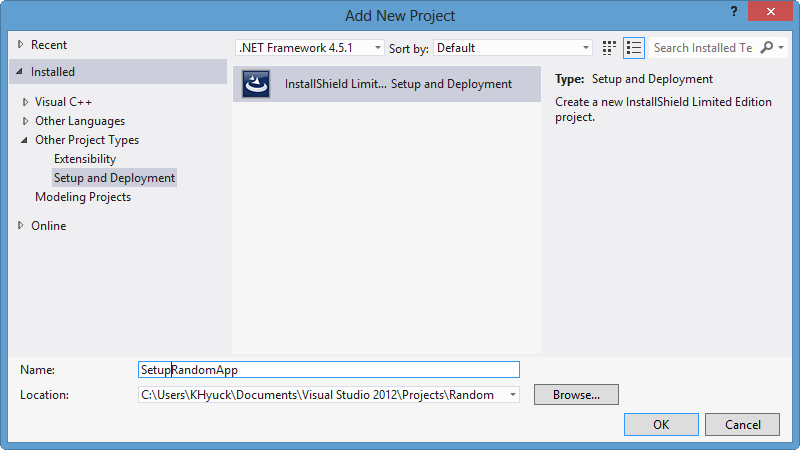 Add New Project
?
Recent
Installed
Visual C++
Other Languages
Other Project Types
Extensibility
Setup and Deployment
Modeling Projects
Online
.NET Framework 4.5.1 Sort by: Default Search Installed Te
InstallShield Limit... Setup and Deployment
Type: Setup and Deployment
Create a new InstallShield Limited Edition
project.
Name: SetupRandomApp
Location: C:\Users\KHyuck\Documents\Visual Studio 2012\Projects\Random Browse...
OK Cancel